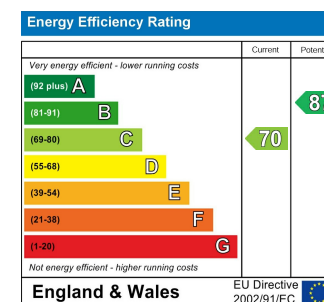 Energy Efficiency Rating
Current
Very energy efficient - lower running costs
(92 plus) A
(81-91) B
(69-80) C
70
(55-68) D
(39-54) E
(21-38) F
(1-20) G
Not energy efficient - higher running costs
England & Wales
EU Directive
2002/91/EC